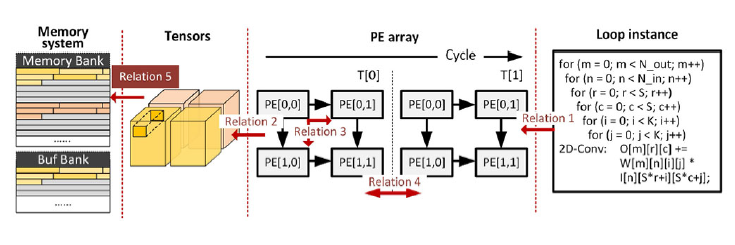 Memory system
Tensors
PE array
Loop instance
Memory Bank
Relation 5
Buf Bank
......
......
Cycle
T[0]
T[1]
PE[0,0]
PE[0,1]
PE[0,0]
PE[0,1]
Relation 2
Relation 3
Relation 1
PE[1,0]
PE[1,1]
PE[1,0]
PE[1,1]
Relation 4
for (m = 0; m < N_out; m++)
for (n = 0; n < N_in; n++)
for (r = 0; r < S; r++)
for (c = 0; c < S; c++)
for (i = 0; i < K; i++)
for (j = 0; j < K; j++)
2D-Conv: O[m][r][c] +=
W[m][n][i][j] *
I[n][S*r+i][S*c+j];